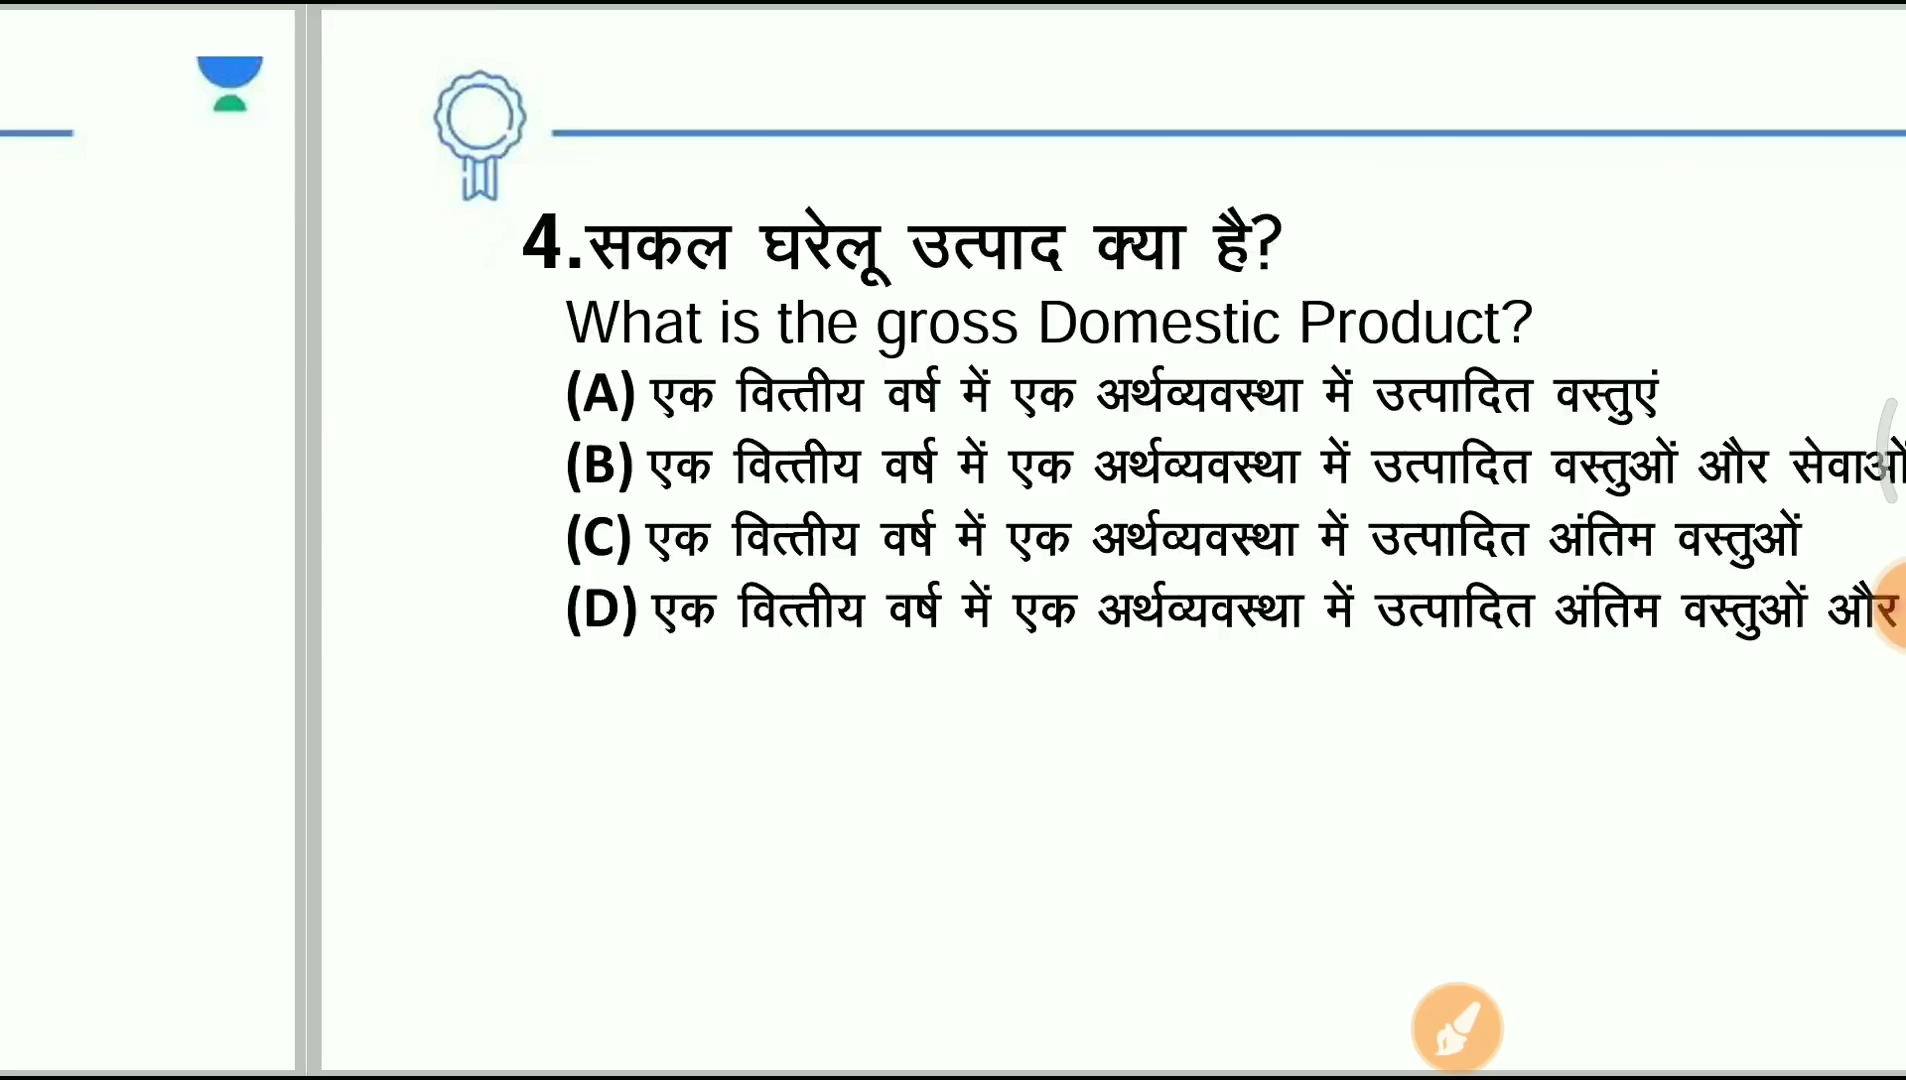 4.सकल घरेलू उत्पाद क्या है?
What is the gross Domestic Product?
(A) एक वित्तीय वर्ष में एक अर्थव्यवस्था में उत्पादित वस्तुएं
(B) एक वित्तीय वर्ष में एक अर्थव्यवस्था में उत्पादित वस्तुओं और सेवाओं
(C) एक वित्तीय वर्ष में एक अर्थव्यवस्था में उत्पादित अंतिम वस्तुओं
(D) एक वित्तीय वर्ष में एक अर्थव्यवस्था में उत्पादित अंतिम वस्तुओं और